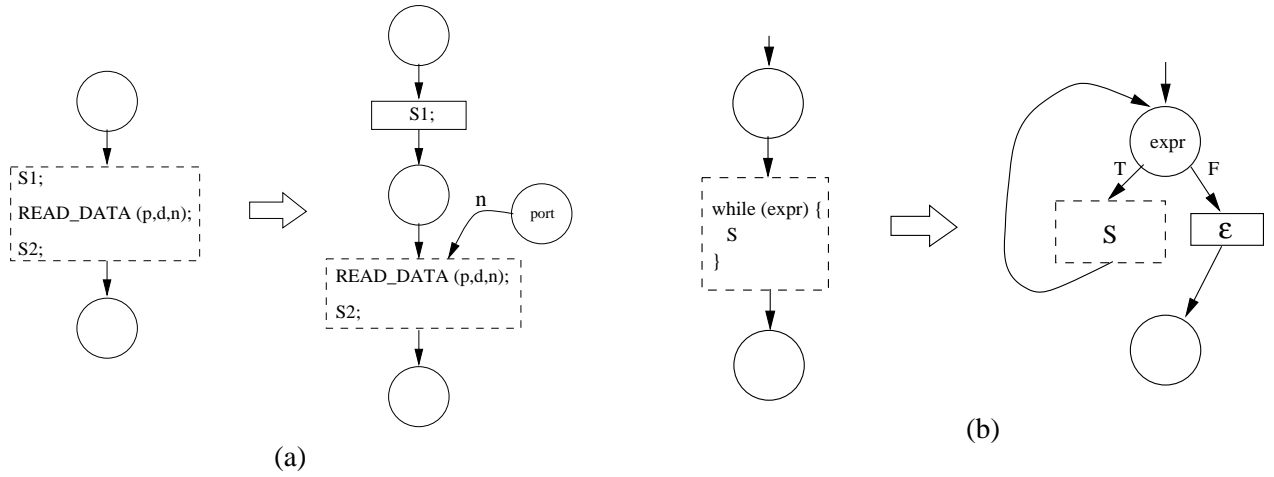 S1;
READ_DATA (p,d,n);
S2;
S1;
n
port
READ_DATA (p,d,n);
S2;
(a)
while (expr) {
S
}
expr
T
F
S
ε
(b)